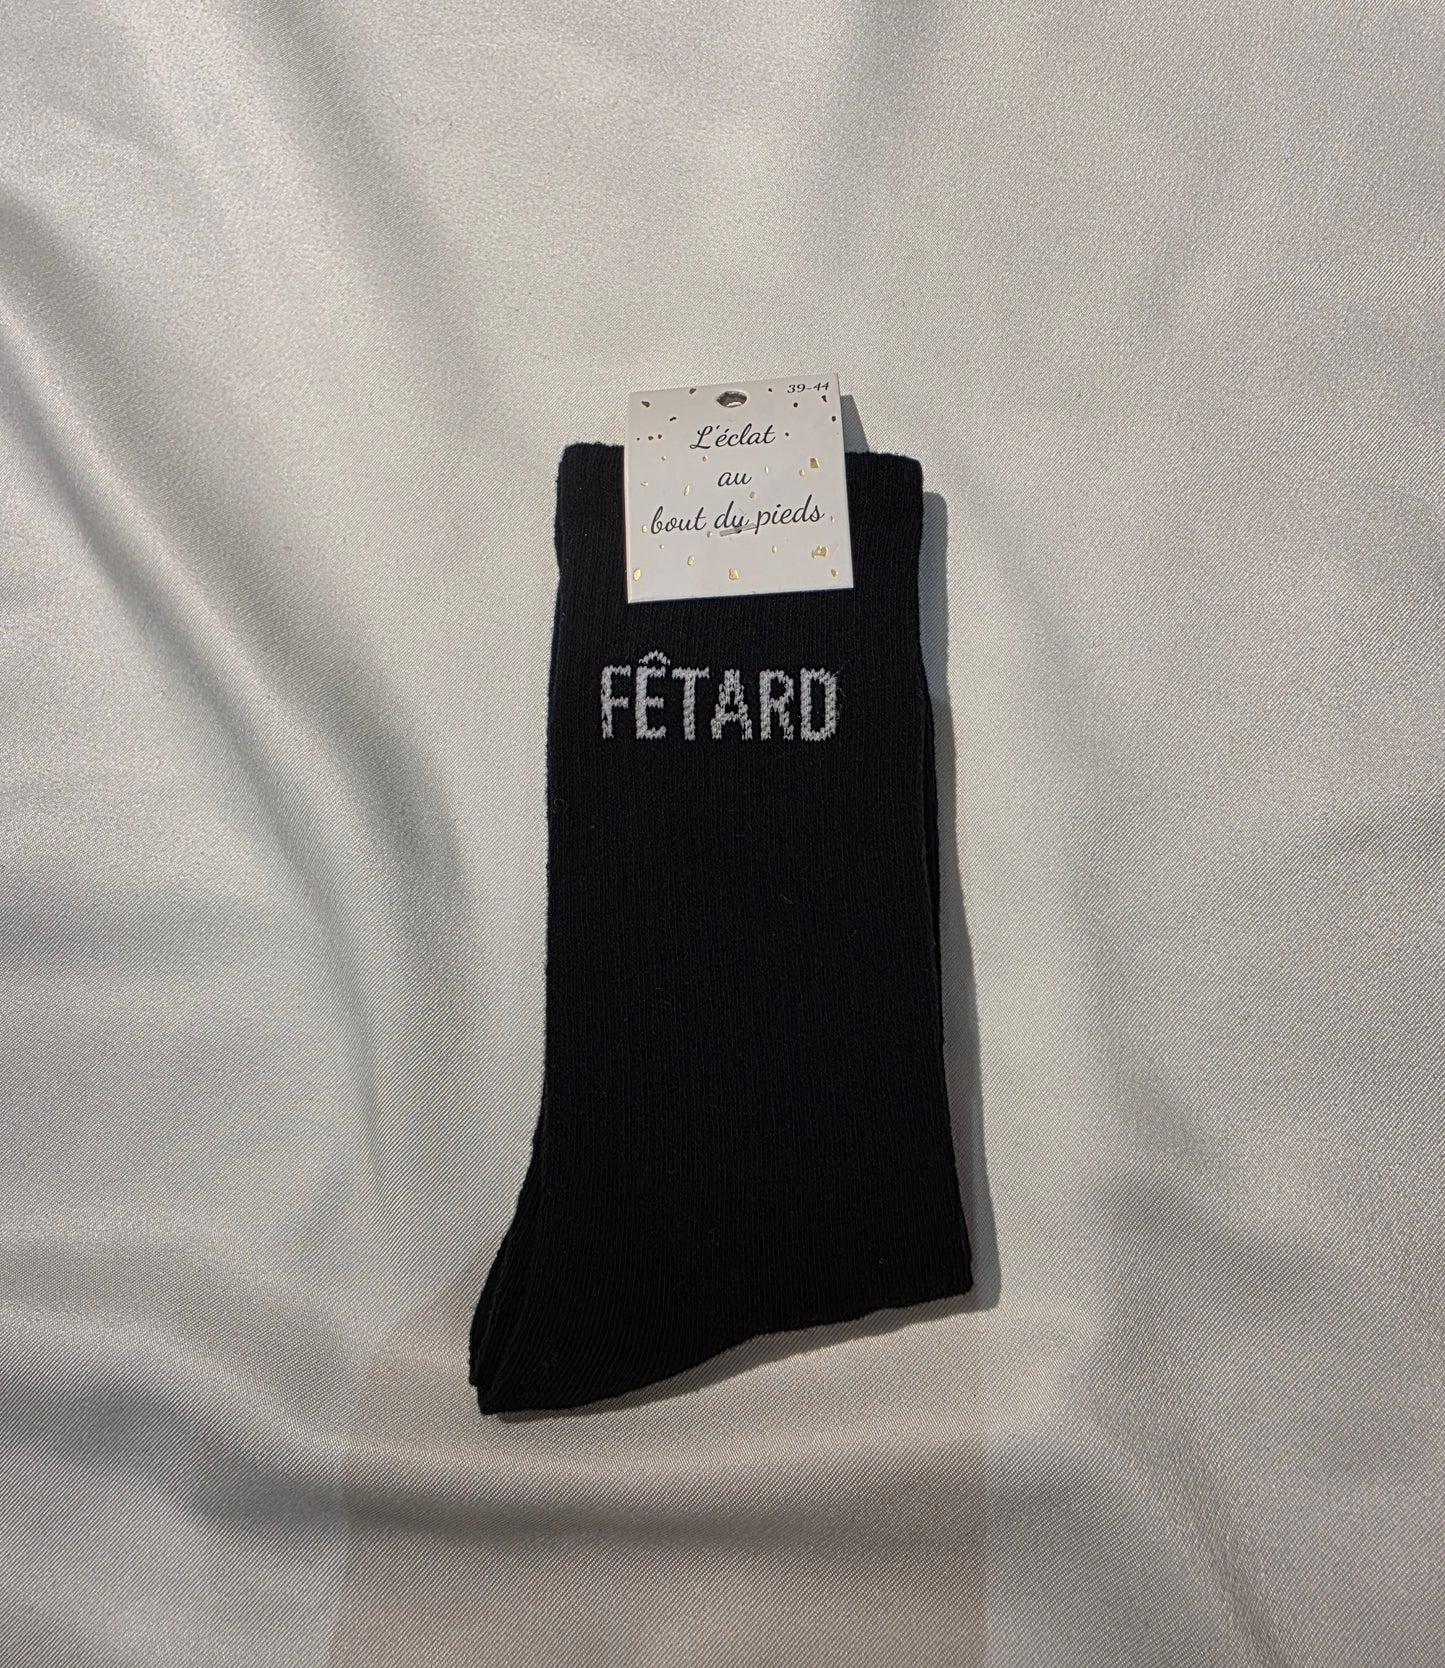 39-44
L'éclat
au
bout du pieds
FÊTARD